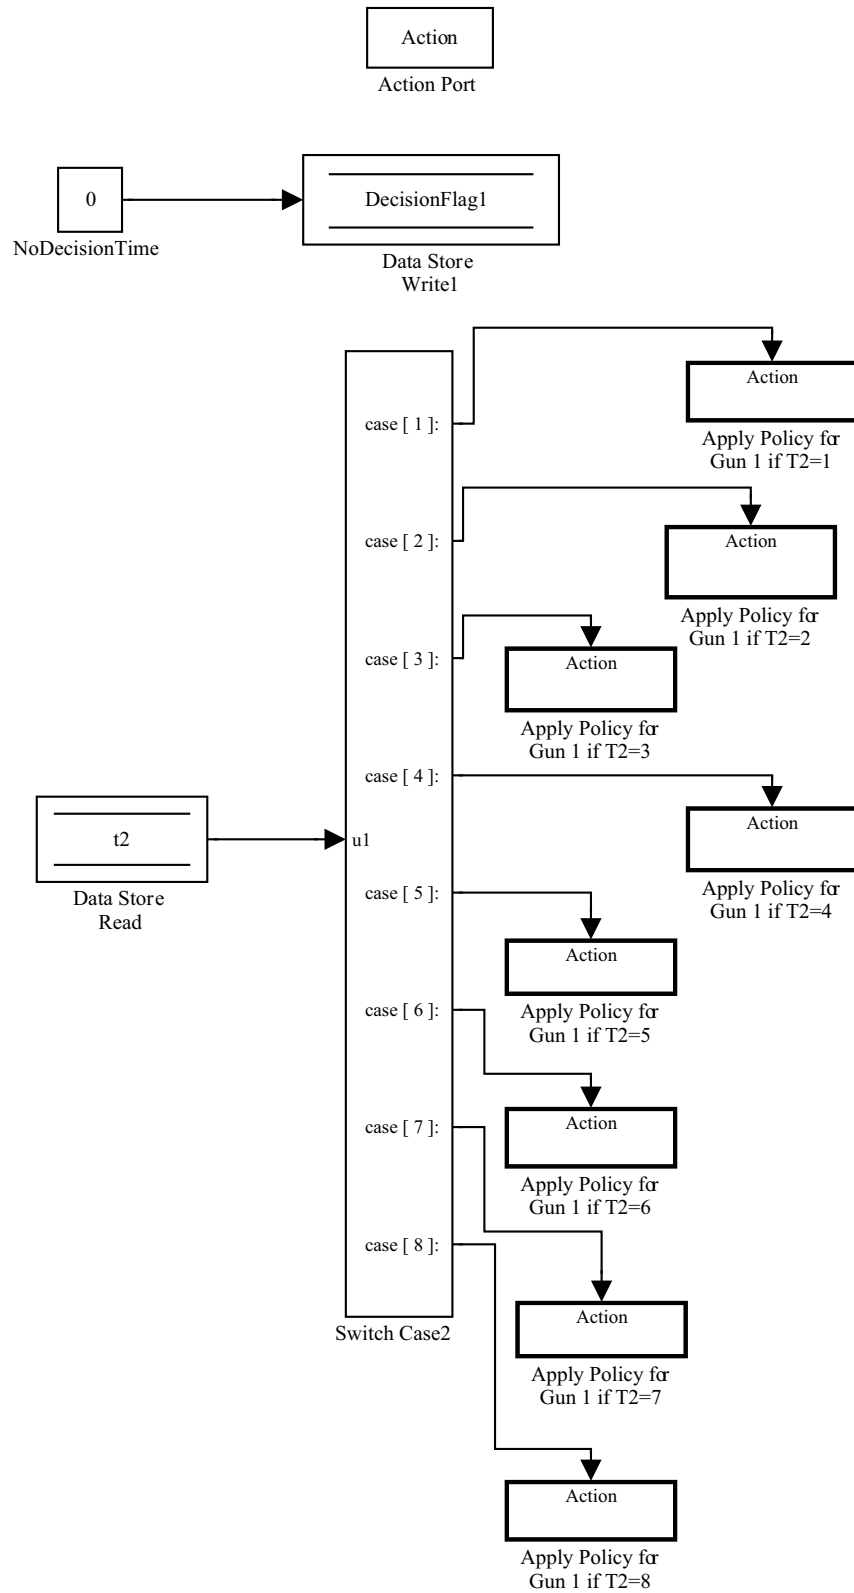 Action
Action Port
0
NoDecisionTime
DecisionFlag1
Data Store
Write1
case [ 1 ]:
Action
Apply Policy for
Gun 1 if T2=1
case [ 2 ]:
Action
Apply Policy for
Gun 1 if T2=2
case [ 3 ]:
Action
Apply Policy for
Gun 1 if T2=3
case [ 4 ]:
Action
Apply Policy for
Gun 1 if T2=4
t2
Data Store
Read
u1
case [ 5 ]:
Action
Apply Policy for
Gun 1 if T2=5
case [ 6 ]:
Action
Apply Policy for
Gun 1 if T2=6
case [ 7 ]:
Action
Apply Policy for
Gun 1 if T2=7
case [ 8 ]:
Switch Case2
Action
Apply Policy for
Gun 1 if T2=8